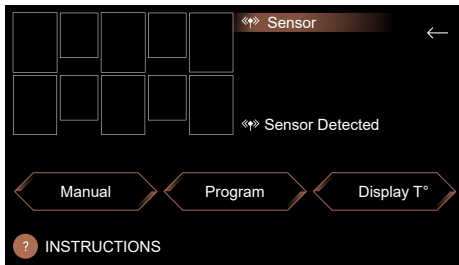 Sensor
Sensor Detected
Manual
Program
Display T°
?
INSTRUCTIONS